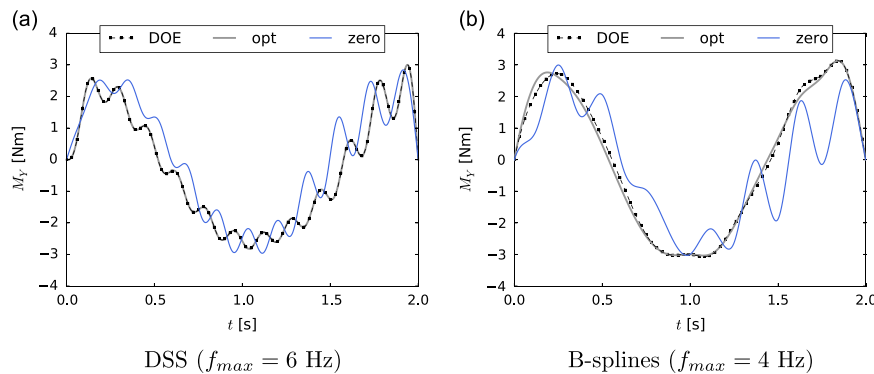 (a)
DOE opt zero
4
3
2
1
0
−1
−2
−3
−4
M_Y [Nm]
0.0 0.5 1.0 1.5 2.0
t [s]
DSS (f_max = 6 Hz)
(b)
DOE opt zero
4
3
2
1
0
−1
−2
−3
−4
M_Y [Nm]
0.0 0.5 1.0 1.5 2.0
t [s]
B-splines (f_max = 4 Hz)